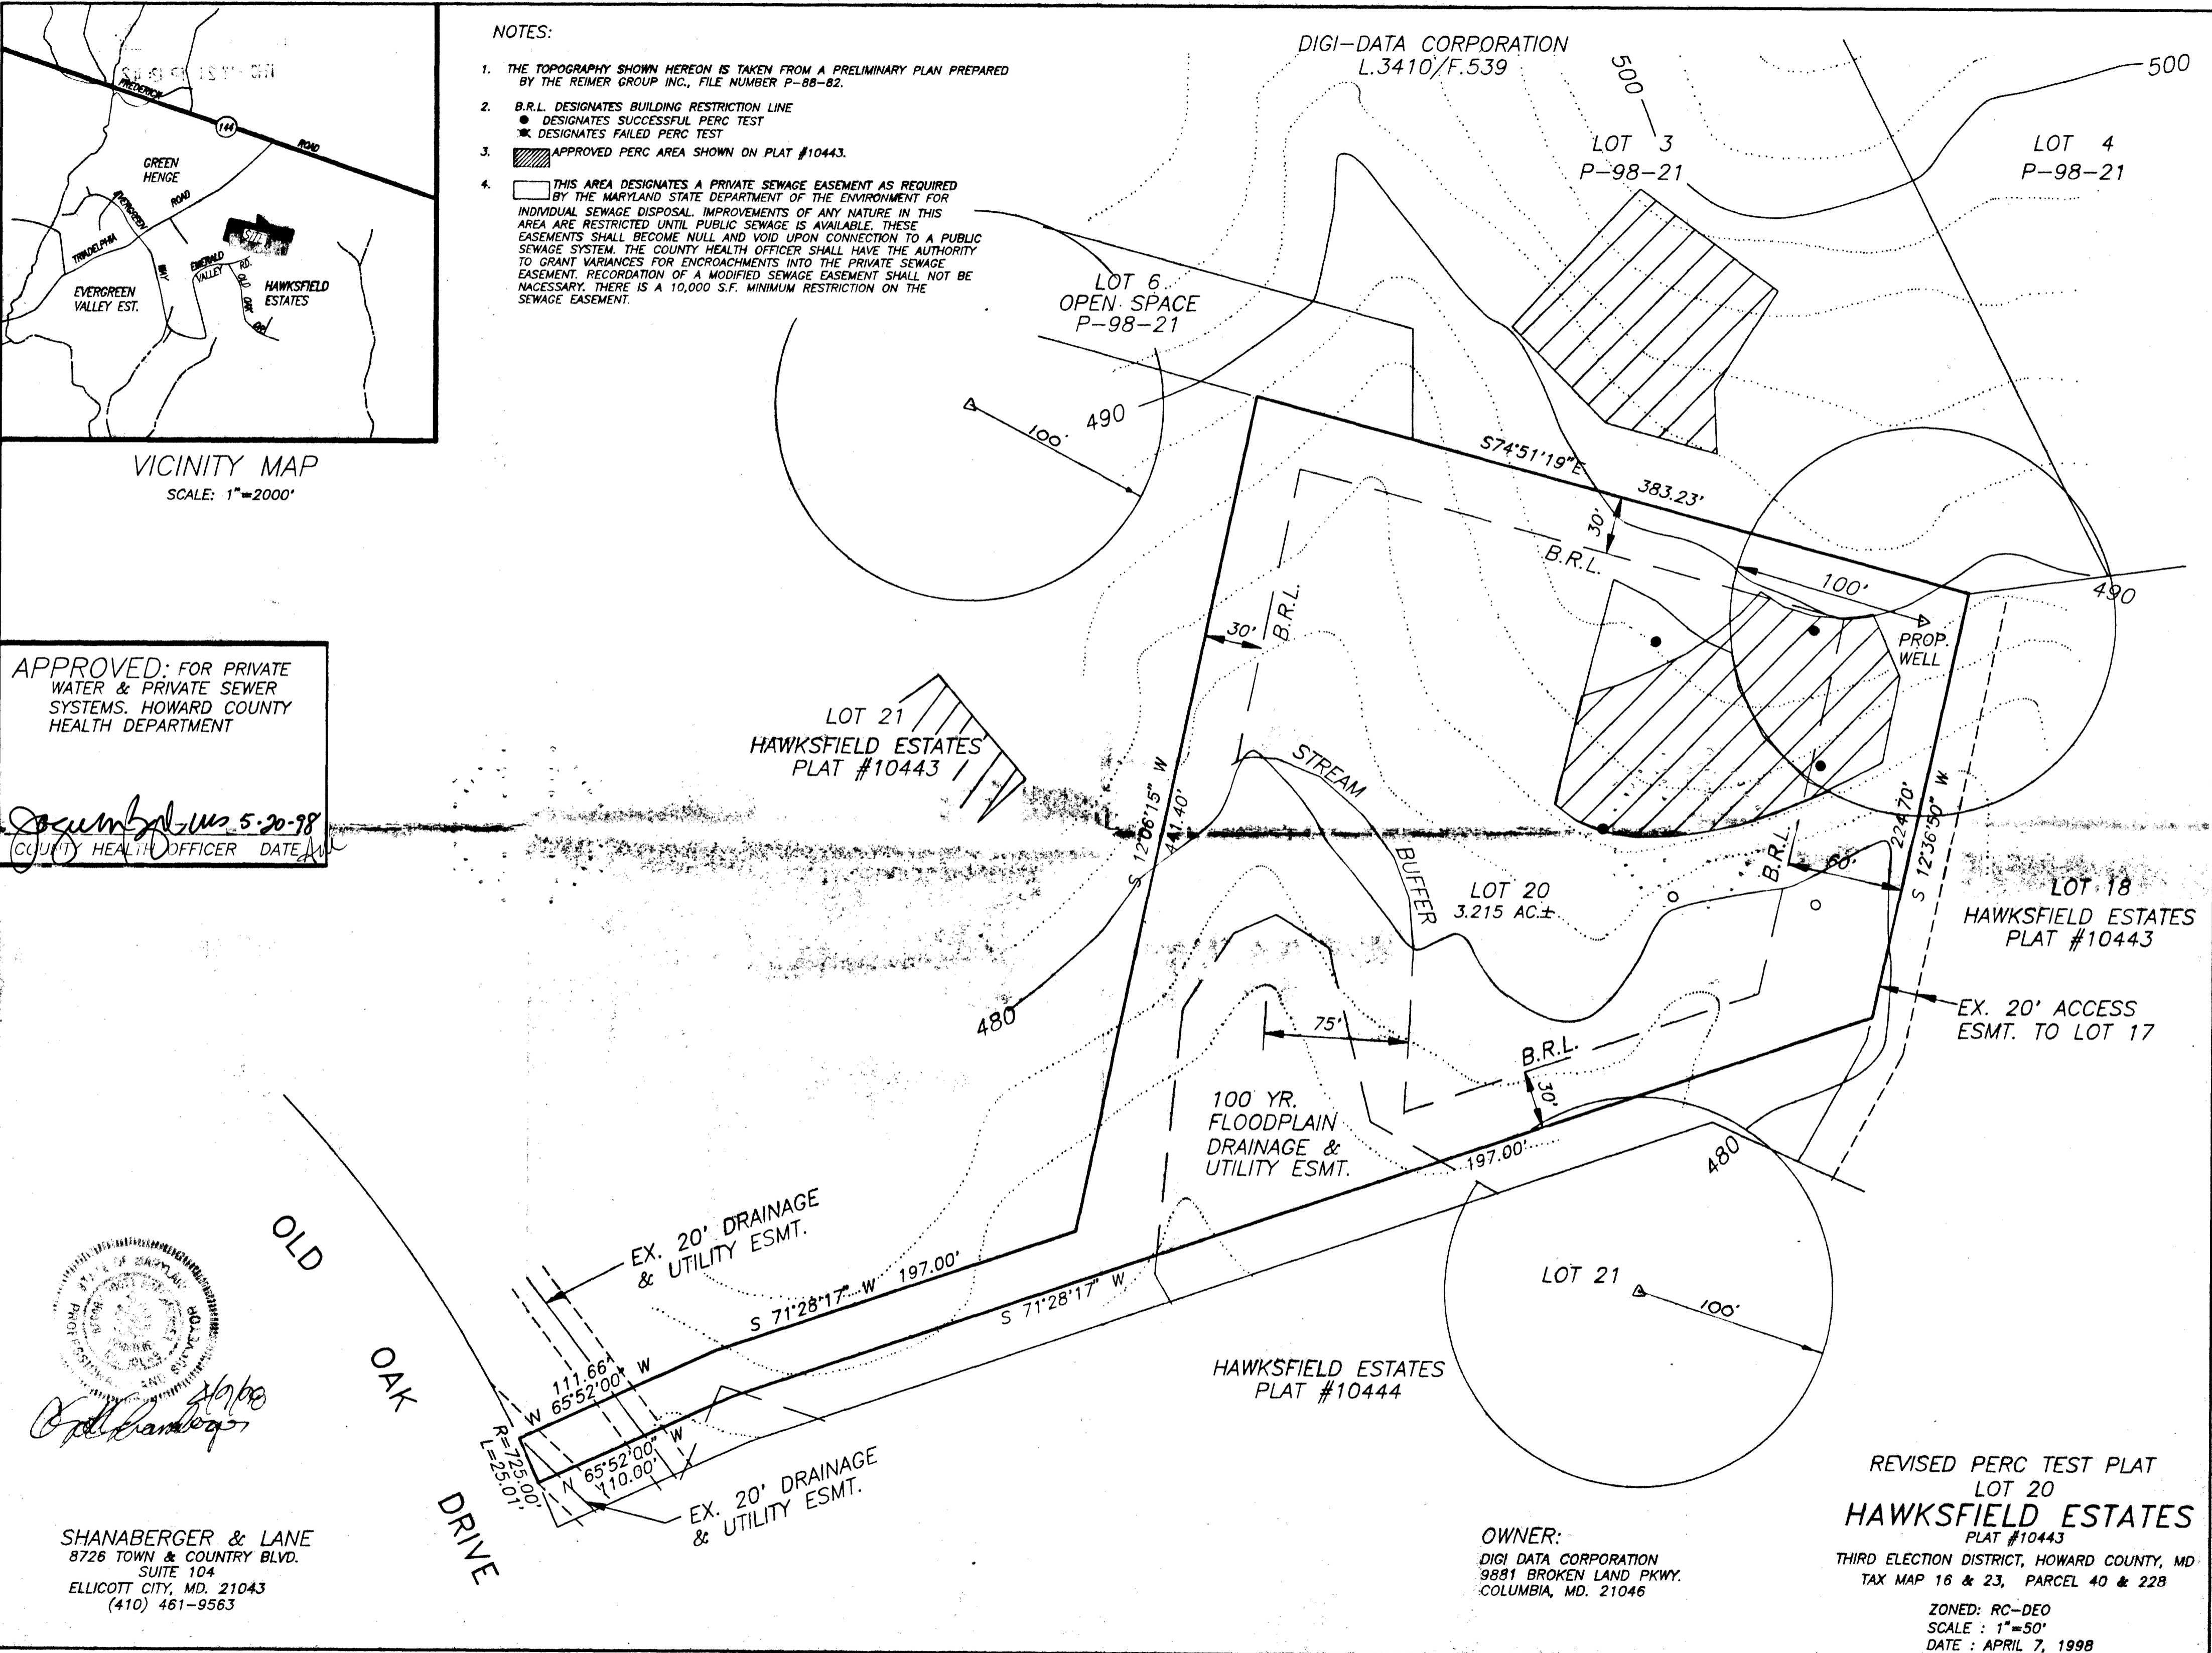 FREDERICK
144
ROAD
GREEN
HENGE
EVERGREEN
WAY
ROAD
TRIADELPHIA
SITE
EMERALD
VALLEY
RD.
OLD OAK DR.
HAWKSFIELD
ESTATES
EVERGREEN
VALLEY EST.
VICINITY MAP
SCALE: 1"=2000'
NOTES:
1. THE TOPOGRAPHY SHOWN HEREON IS TAKEN FROM A PRELIMINARY PLAN PREPARED
BY THE REIMER GROUP INC., FILE NUMBER P-88-82.
2. B.R.L. DESIGNATES BUILDING RESTRICTION LINE
DESIGNATES SUCCESSFUL PERC TEST
DESIGNATES FAILED PERC TEST
3. APPROVED PERC AREA SHOWN ON PLAT #10443.
4. THIS AREA DESIGNATES A PRIVATE SEWAGE EASEMENT AS REQUIRED
BY THE MARYLAND STATE DEPARTMENT OF THE ENVIRONMENT FOR
INDIVIDUAL SEWAGE DISPOSAL. IMPROVEMENTS OF ANY NATURE IN THIS
AREA ARE RESTRICTED UNTIL PUBLIC SEWAGE IS AVAILABLE. THESE
EASEMENTS SHALL BECOME NULL AND VOID UPON CONNECTION TO A PUBLIC
SEWAGE SYSTEM. THE COUNTY HEALTH OFFICER SHALL HAVE THE AUTHORITY
TO GRANT VARIANCES FOR ENCROACHMENTS INTO THE PRIVATE SEWAGE
EASEMENT. RECORDATION OF A MODIFIED SEWAGE EASEMENT SHALL NOT BE
NACESSARY. THERE IS A 10,000 S.F. MINIMUM RESTRICTION ON THE
SEWAGE EASEMENT.
DIGI-DATA CORPORATION
L.3410/F.539
500
500
LOT 3
P-98-21
LOT 4
P-98-21
LOT 6
OPEN SPACE
P-98-21
490
100'
S74°51'19"E
383.23'
30'
B.R.L.
100'
490
PROP.
WELL
30'
B.R.L.
APPROVED: FOR PRIVATE
WATER & PRIVATE SEWER
SYSTEMS. HOWARD COUNTY
HEALTH DEPARTMENT
5-20-98
COUNTY HEALTH OFFICER DATE
LOT 21
HAWKSFIELD ESTATES
PLAT #10443
S 12°06'15" W
441.40'
STREAM
BUFFER
LOT 20
3.215 AC.±
B.R.L.
60'
224.70'
S 12°36'50" W
LOT 18
HAWKSFIELD ESTATES
PLAT #10443
EX. 20' ACCESS
ESMT. TO LOT 17
480
75'
B.R.L.
30'
100 YR.
FLOODPLAIN
DRAINAGE &
UTILITY ESMT.
197.00'
480
EX. 20' DRAINAGE
& UTILITY ESMT.
S 71°28'17" W 197.00'
S 71°28'17" W
LOT 21
100'
HAWKSFIELD ESTATES
PLAT #10444
OLD
OAK
DRIVE
111.66'
65°52'00" W
R=725.00'
L=25.01'
65°52'00" W
110.00'
EX. 20' DRAINAGE
& UTILITY ESMT.
STATE OF MARYLAND
PROFESSIONAL
SURVEYOR
SHANABERGER & LANE
8726 TOWN & COUNTRY BLVD.
SUITE 104
ELLICOTT CITY, MD. 21043
(410) 461-9563
OWNER:
DIGI DATA CORPORATION
9881 BROKEN LAND PKWY.
COLUMBIA, MD. 21046
REVISED PERC TEST PLAT
LOT 20
HAWKSFIELD ESTATES
PLAT #10443
THIRD ELECTION DISTRICT, HOWARD COUNTY, MD
TAX MAP 16 & 23, PARCEL 40 & 228
ZONED: RC-DEO
SCALE : 1"=50'
DATE : APRIL 7, 1998